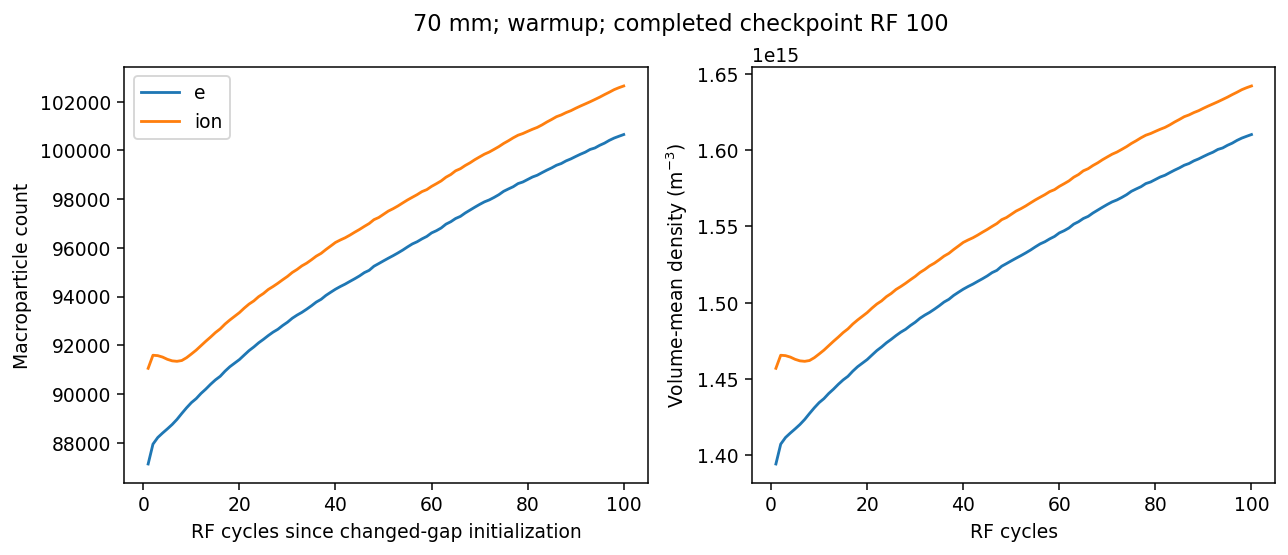 70 mm; warmup; completed checkpoint RF 100
Macroparticle count
102000
100000
98000
96000
94000
92000
90000
88000
e
ion
0 20 40 60 80 100
RF cycles since changed-gap initialization
1e15
Volume-mean density (m⁻³)
1.65
1.60
1.55
1.50
1.45
1.40
0 20 40 60 80 100
RF cycles